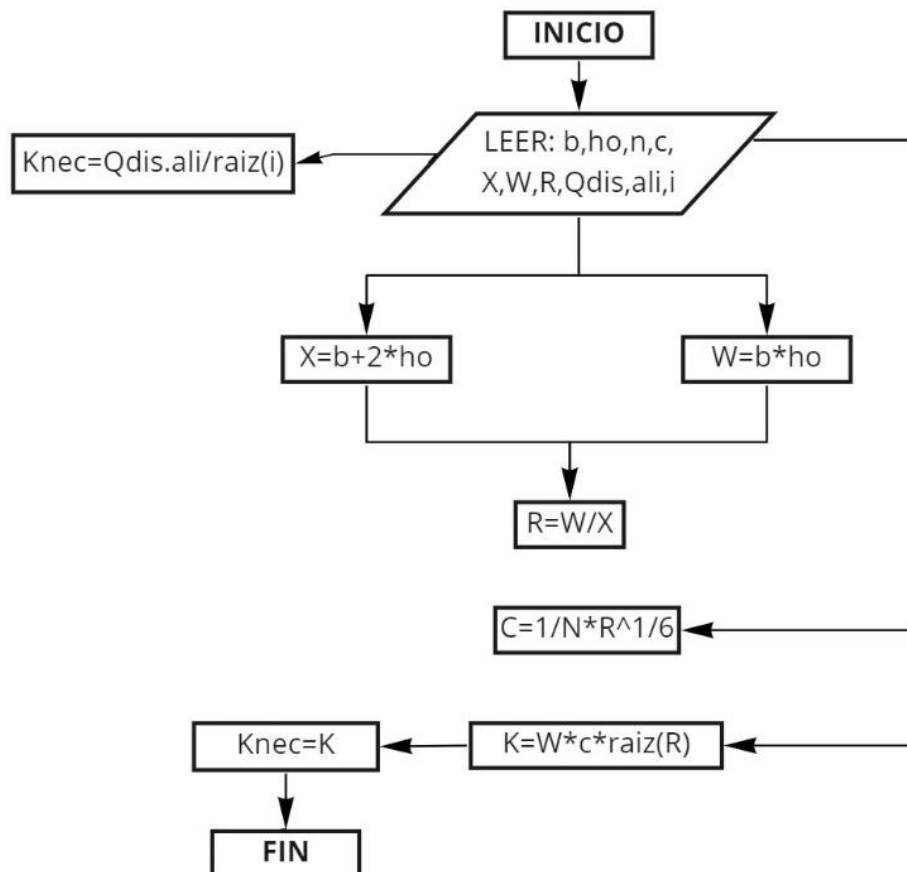 INICIO
LEER: b,ho,n,c,
X,W,R,Qdis,ali,i
Knec=Qdis.ali/raiz(i)
X=b+2*ho
W=b*ho
R=W/X
C=1/N*R^1/6
K=W*c*raiz(R)
Knec=K
FIN